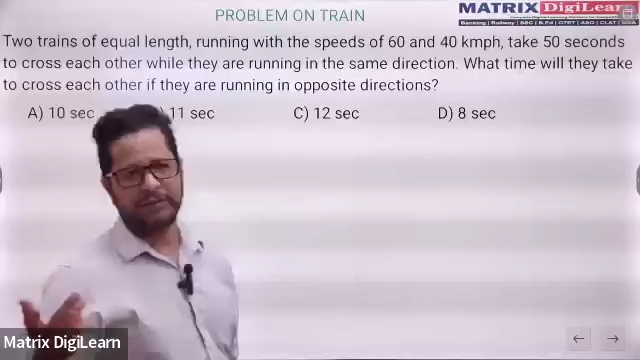 PROBLEM ON TRAIN
MATRIX DigiLearn
Two trains of equal length, running with the speeds of 60 and 40 kmph, take 50 seconds
to cross each other while they are running in the same direction. What time will they take
to cross each other if they are running in opposite directions?
A) 10 sec ) 11 sec C) 12 sec D) 8 sec
Matrix DigiLearn